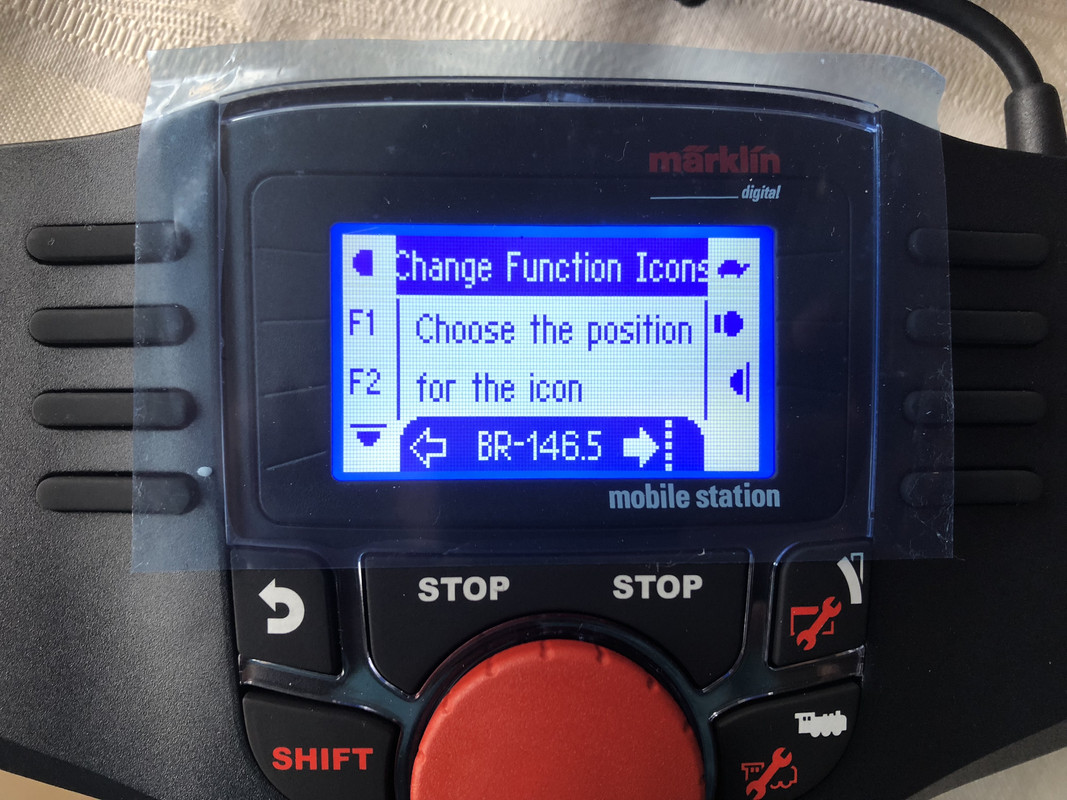 märklín
digital
Change Function Icons
F1
Choose the position
F2
for the icon
BR-146.5
mobile station
STOP STOP
SHIFT